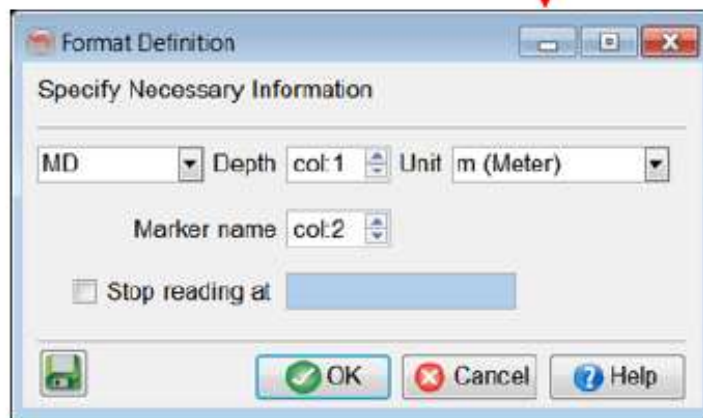 Format Definition
Specify Necessary Information
MD Depth col:1 Unit m (Meter)
Marker name col:2
Stop reading at
OK Cancel Help